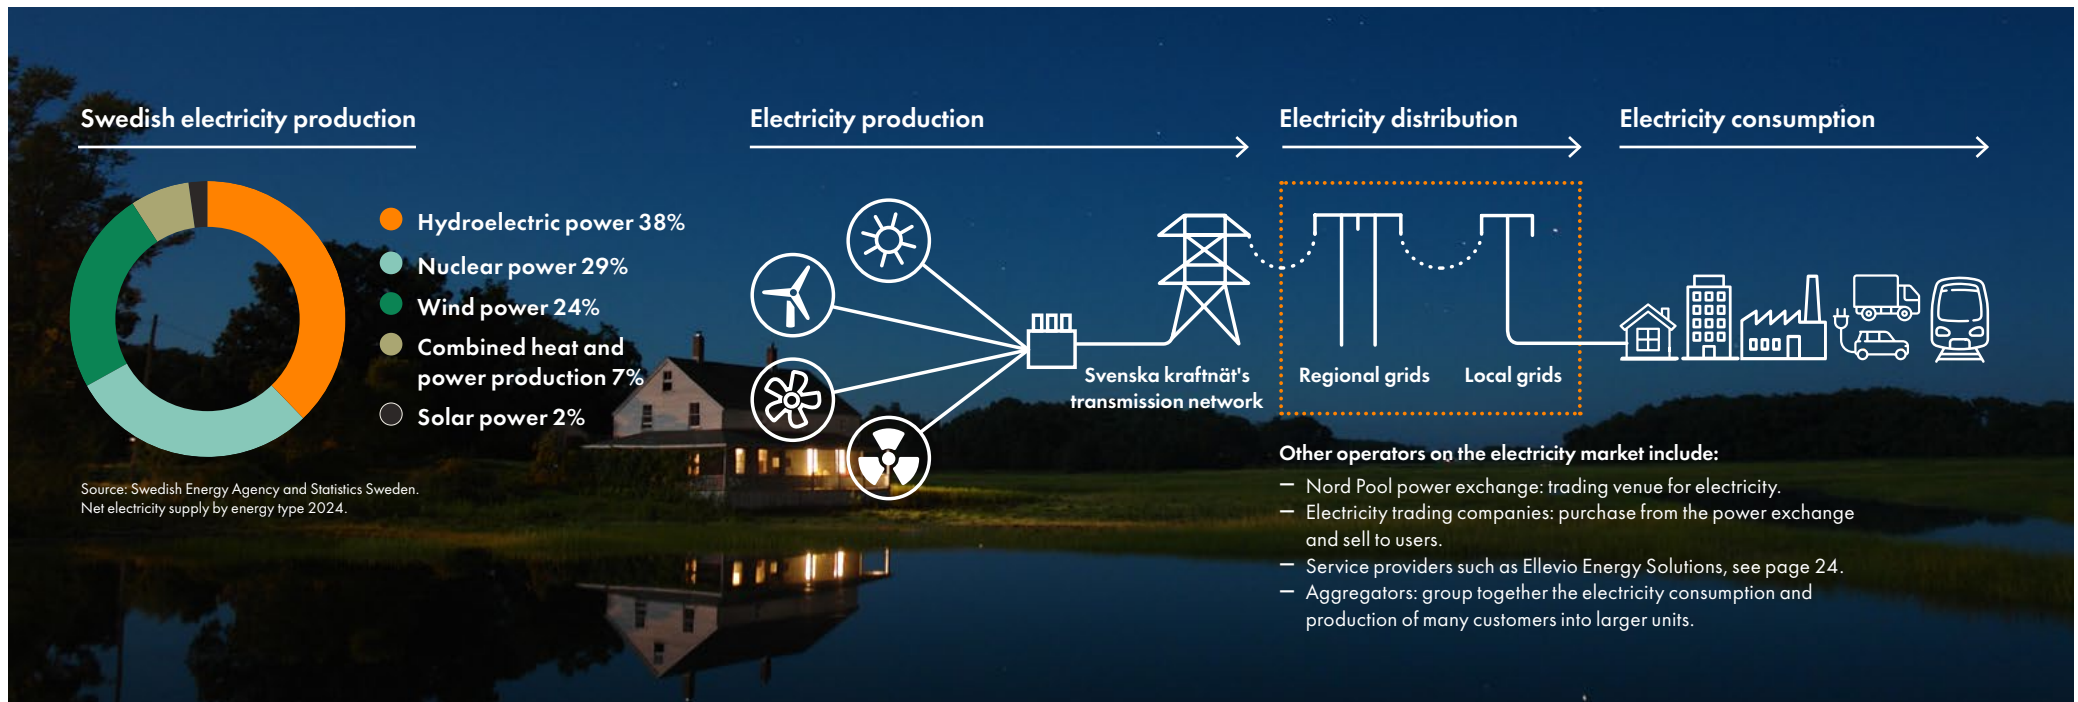 Swedish electricity production
Hydroelectric power 38%
Nuclear power 29%
Wind power 24%
Combined heat and
power production 7%
Solar power 2%
Source: Swedish Energy Agency and Statistics Sweden.
Net electricity supply by energy type 2024.
Electricity production
Svenska kraftnät's
transmission network
Electricity distribution
Regional grids
Local grids
Electricity consumption
Other operators on the electricity market include:
– Nord Pool power exchange: trading venue for electricity.
– Electricity trading companies: purchase from the power exchange
and sell to users.
– Service providers such as Ellevio Energy Solutions, see page 24.
– Aggregators: group together the electricity consumption and
production of many customers into larger units.